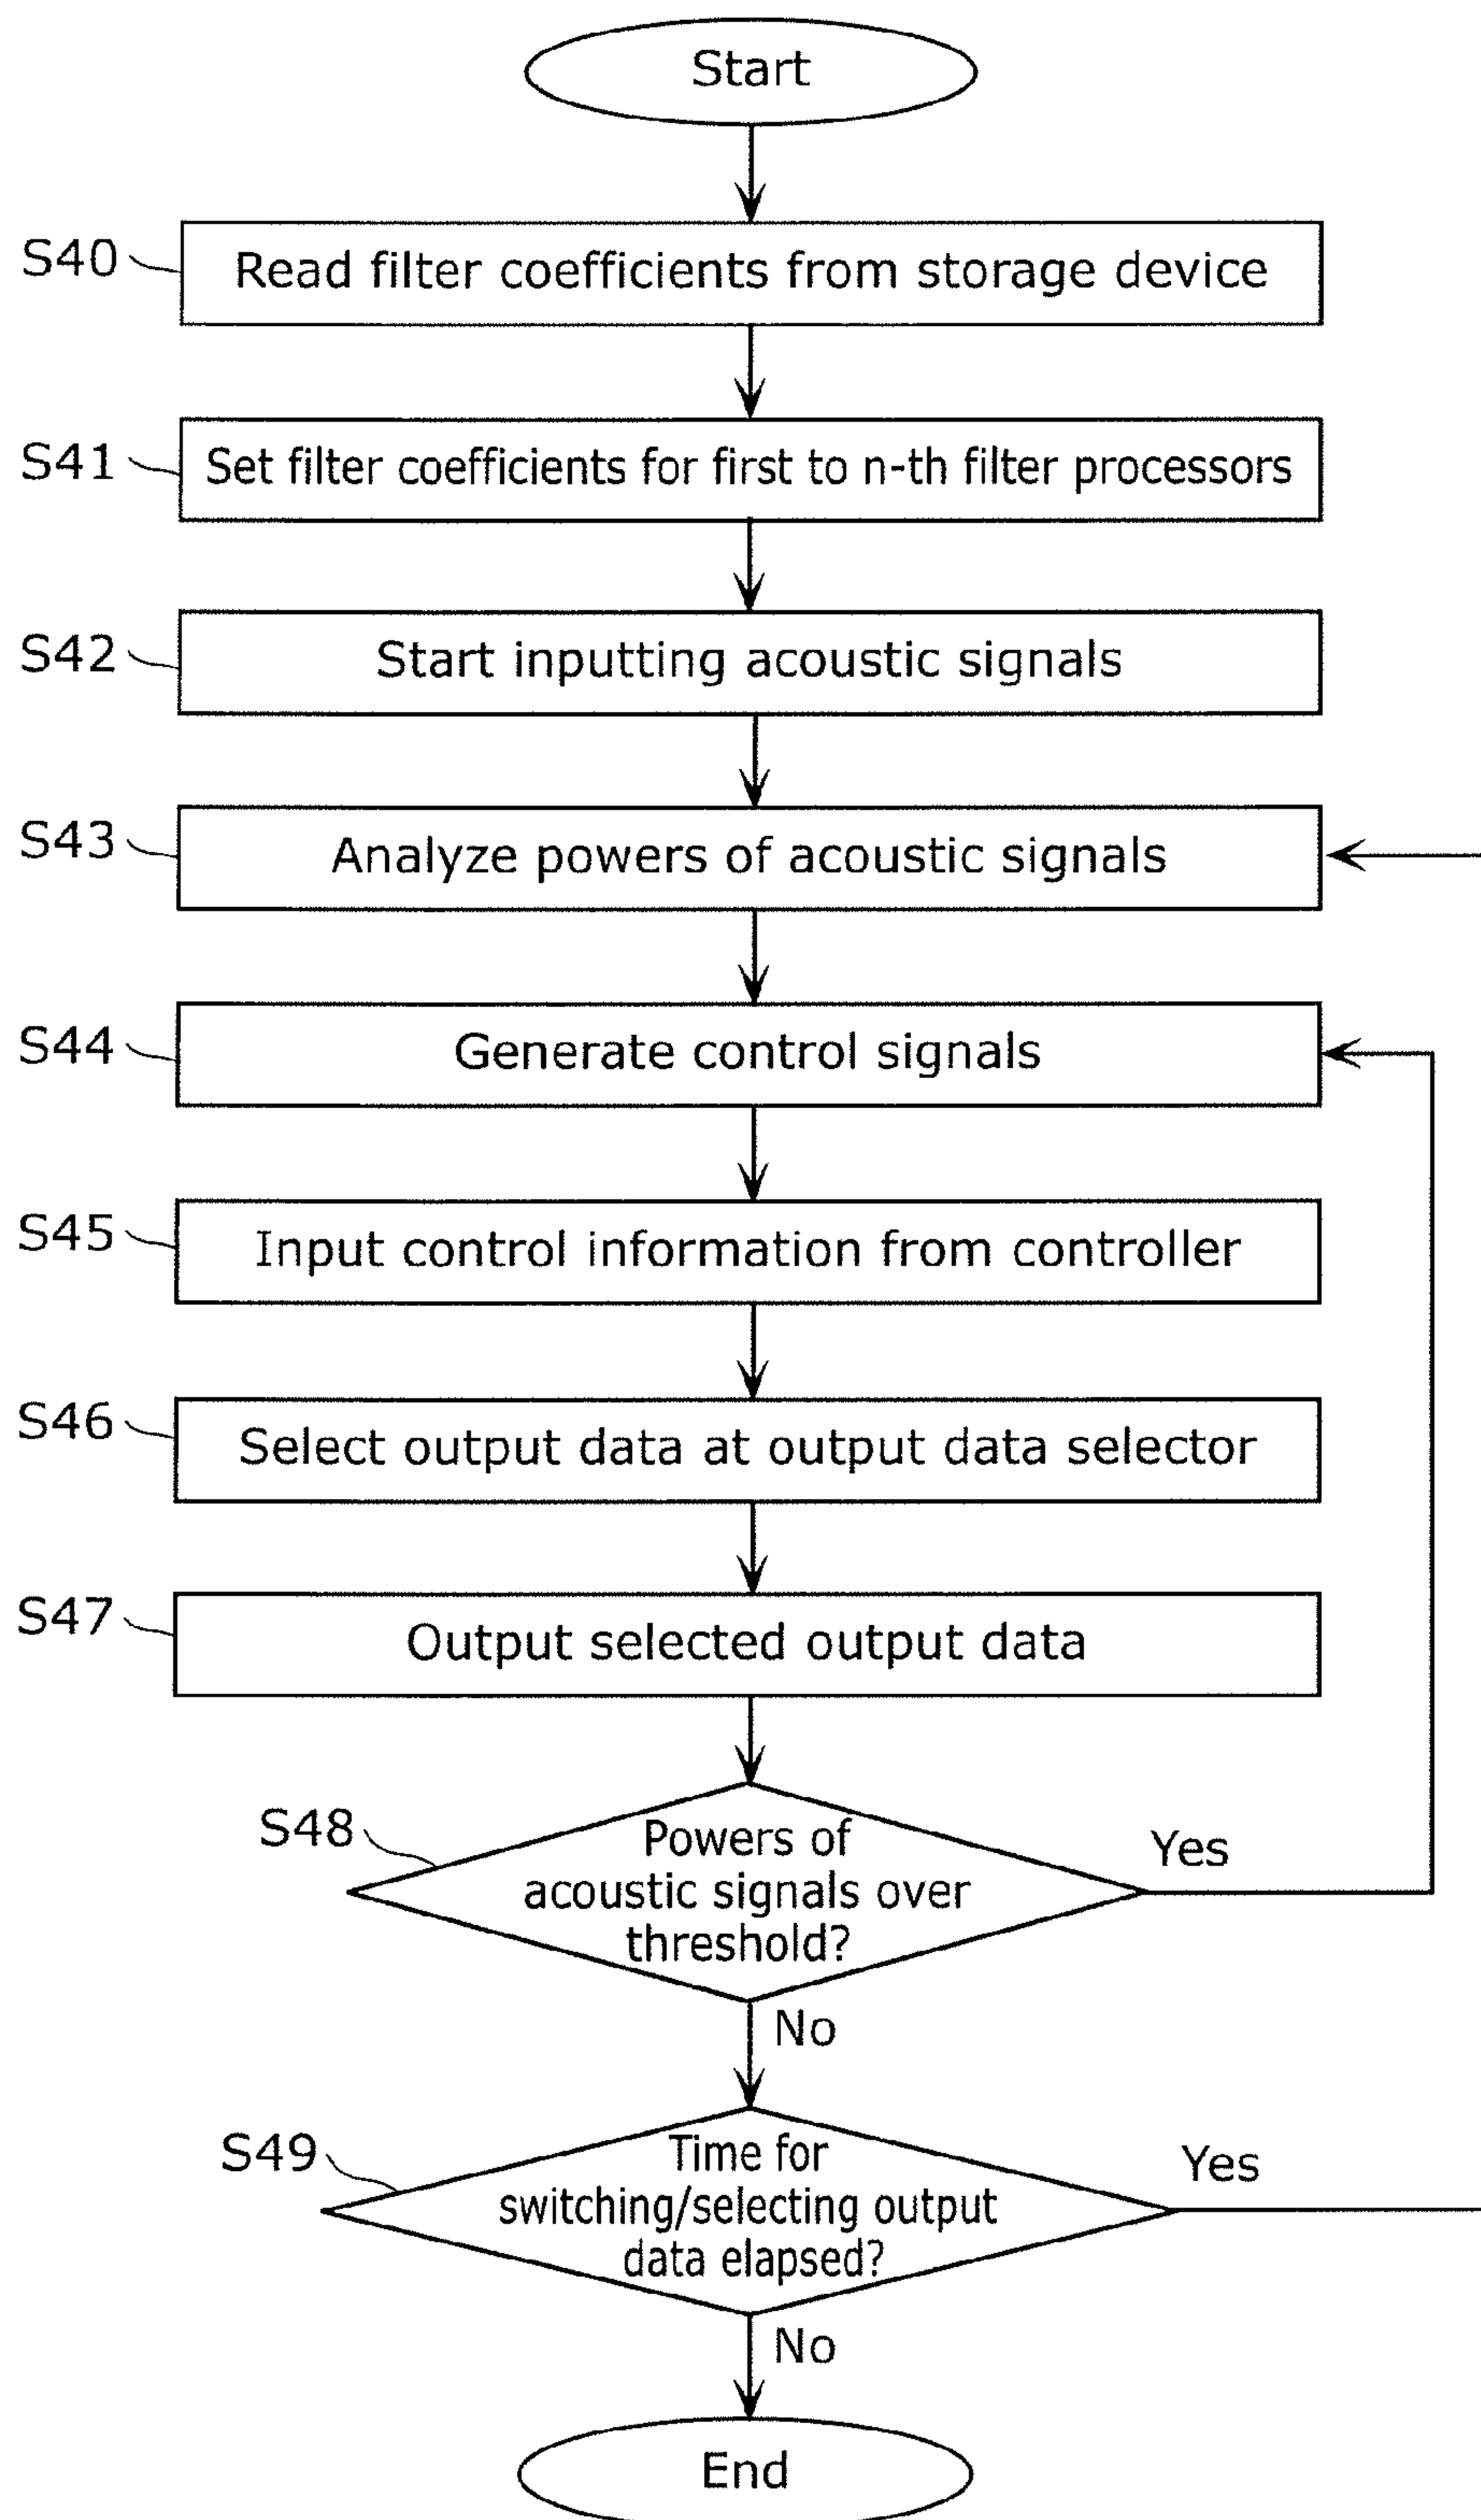 Start
S40
Read filter coefficients from storage device
S41
Set filter coefficients for first to n-th filter processors
S42
Start inputting acoustic signals
S43
Analyze powers of acoustic signals
S44
Generate control signals
S45
Input control information from controller
S46
Select output data at output data selector
S47
Output selected output data
S48
Powers of
acoustic signals over
threshold?
Yes
No
S49
Time for
switching/selecting output
data elapsed?
Yes
No
End